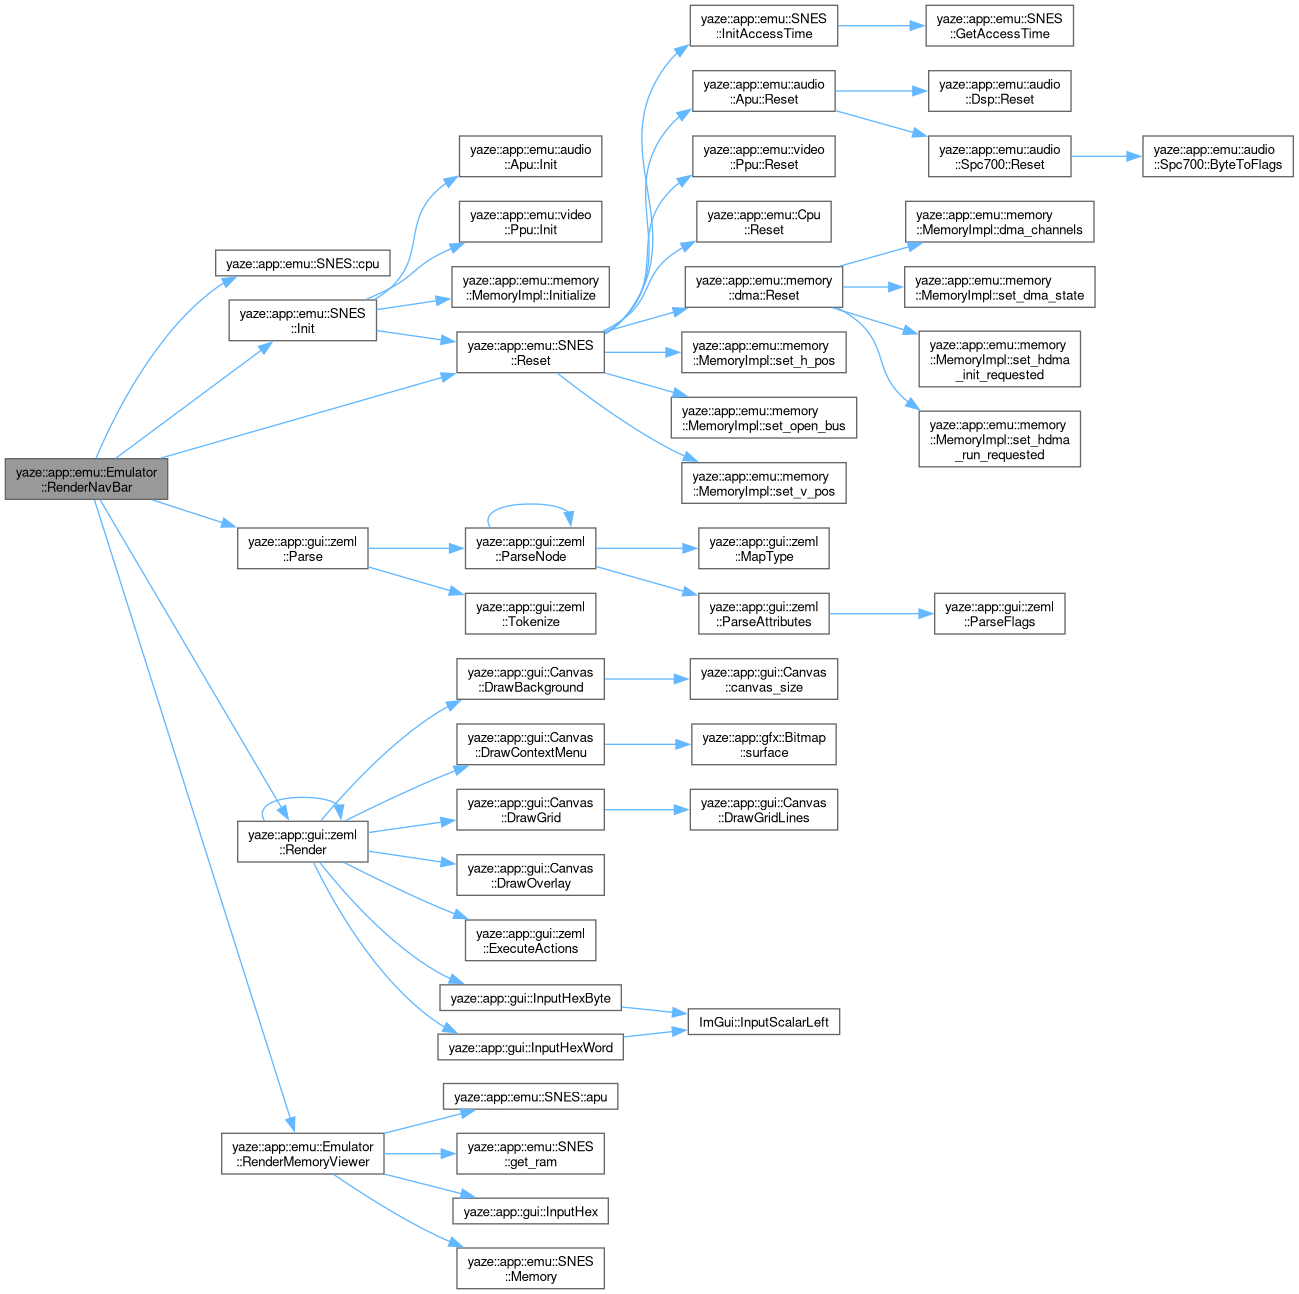 yaze::app::emu::Emulator
::RenderNavBar
yaze::app::emu::SNES::cpu
yaze::app::emu::SNES
::Init
yaze::app::emu::audio
::Apu::Init
yaze::app::emu::video
::Ppu::Init
yaze::app::emu::memory
::MemoryImpl::Initialize
yaze::app::emu::SNES
::Reset
yaze::app::emu::SNES
::InitAccessTime
yaze::app::emu::SNES
::GetAccessTime
yaze::app::emu::audio
::Apu::Reset
yaze::app::emu::audio
::Dsp::Reset
yaze::app::emu::audio
::Spc700::Reset
yaze::app::emu::audio
::Spc700::ByteToFlags
yaze::app::emu::video
::Ppu::Reset
yaze::app::emu::Cpu
::Reset
yaze::app::emu::memory
::dma::Reset
yaze::app::emu::memory
::MemoryImpl::dma_channels
yaze::app::emu::memory
::MemoryImpl::set_dma_state
yaze::app::emu::memory
::MemoryImpl::set_hdma
_init_requested
yaze::app::emu::memory
::MemoryImpl::set_hdma
_run_requested
yaze::app::emu::memory
::MemoryImpl::set_h_pos
yaze::app::emu::memory
::MemoryImpl::set_open_bus
yaze::app::emu::memory
::MemoryImpl::set_v_pos
yaze::app::gui::zeml
::Parse
yaze::app::gui::zeml
::ParseNode
yaze::app::gui::zeml
::MapType
yaze::app::gui::zeml
::ParseAttributes
yaze::app::gui::zeml
::ParseFlags
yaze::app::gui::zeml
::Tokenize
yaze::app::gui::zeml
::Render
yaze::app::gui::Canvas
::DrawBackground
yaze::app::gui::Canvas
::canvas_size
yaze::app::gui::Canvas
::DrawContextMenu
yaze::app::gfx::Bitmap
::surface
yaze::app::gui::Canvas
::DrawGrid
yaze::app::gui::Canvas
::DrawGridLines
yaze::app::gui::Canvas
::DrawOverlay
yaze::app::gui::zeml
::ExecuteActions
yaze::app::gui::InputHexByte
yaze::app::gui::InputHexWord
ImGui::InputScalarLeft
yaze::app::emu::Emulator
::RenderMemoryViewer
yaze::app::emu::SNES::apu
yaze::app::emu::SNES
::get_ram
yaze::app::gui::InputHex
yaze::app::emu::SNES
::Memory